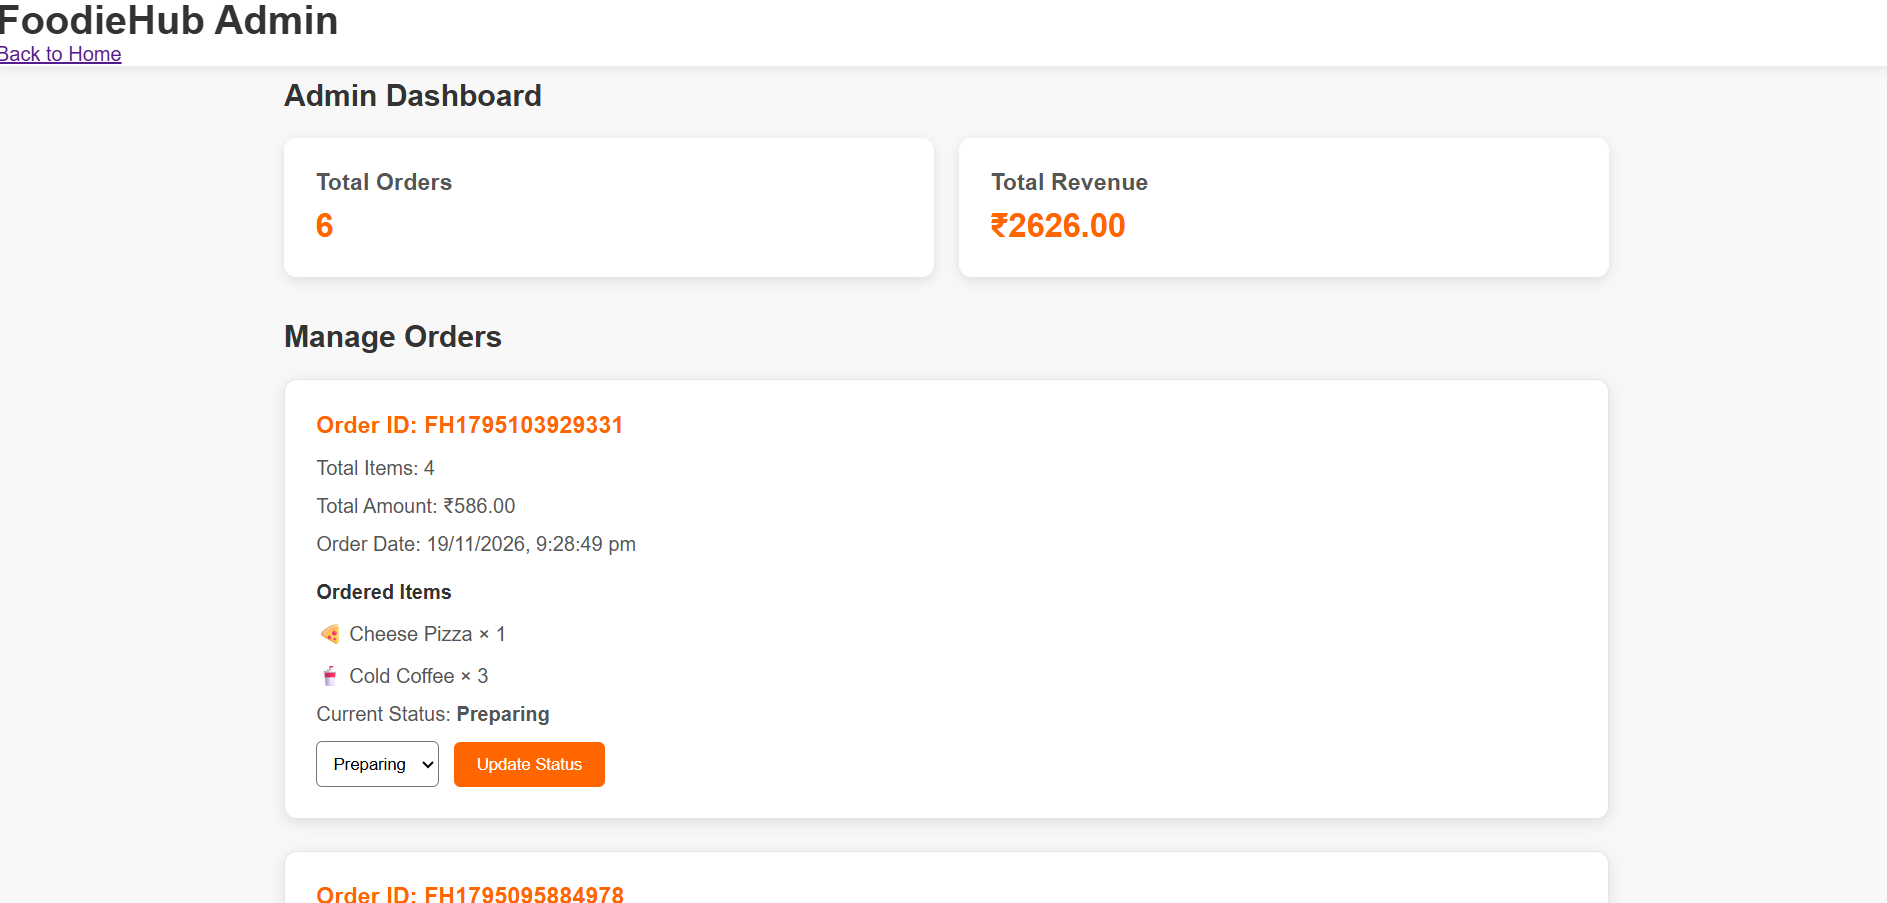 FoodieHub Admin
Back to Home
Admin Dashboard
Total Orders
6
Total Revenue
₹2626.00
Manage Orders
Order ID: FH1795103929331
Total Items: 4
Total Amount: ₹586.00
Order Date: 19/11/2026, 9:28:49 pm
Ordered Items
Cheese Pizza × 1
Cold Coffee × 3
Current Status: Preparing
Preparing Update Status
Order ID: FH1795095884978